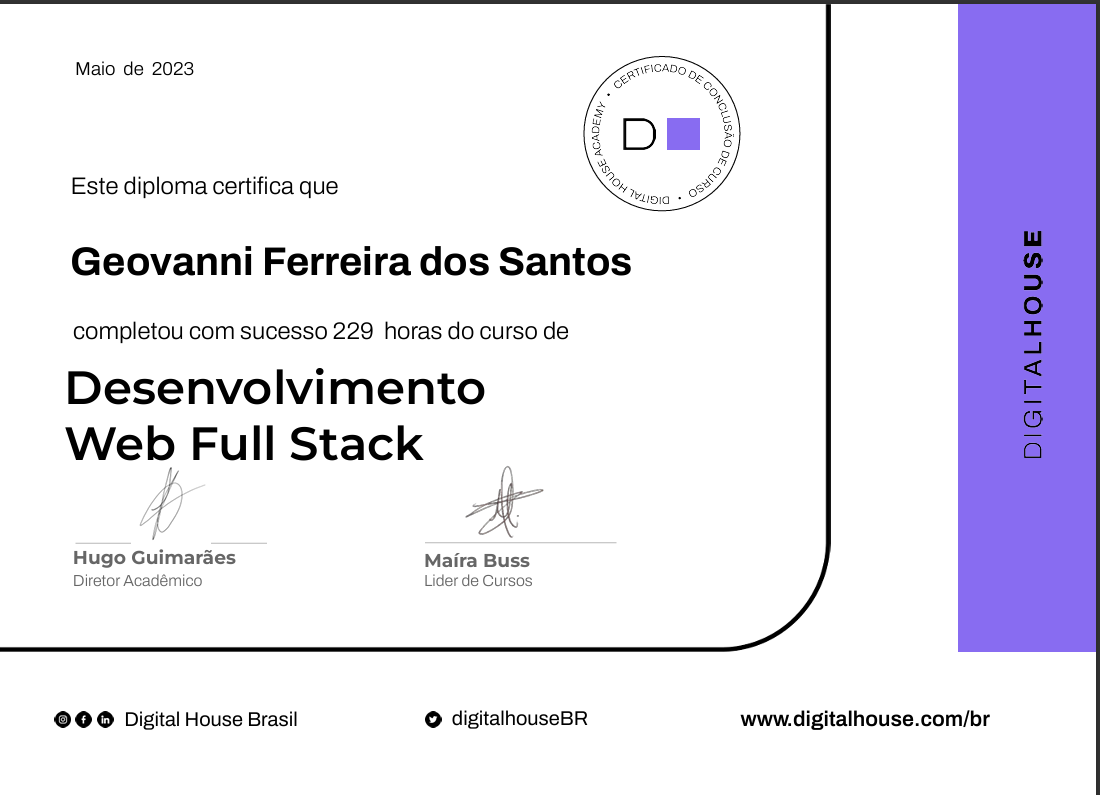 Maio de 2023
CERTIFICADO DE CONCLUSÃO DE CURSO • DIGITAL HOUSE ACADEMY •
D
Este diploma certifica que
Geovanni Ferreira dos Santos
completou com sucesso 229 horas do curso de
Desenvolvimento
Web Full Stack
Hugo Guimarães
Diretor Acadêmico
Maíra Buss
Lider de Cursos
DIGITALHOUSE
Digital House Brasil
digitalhouseBR
www.digitalhouse.com/br